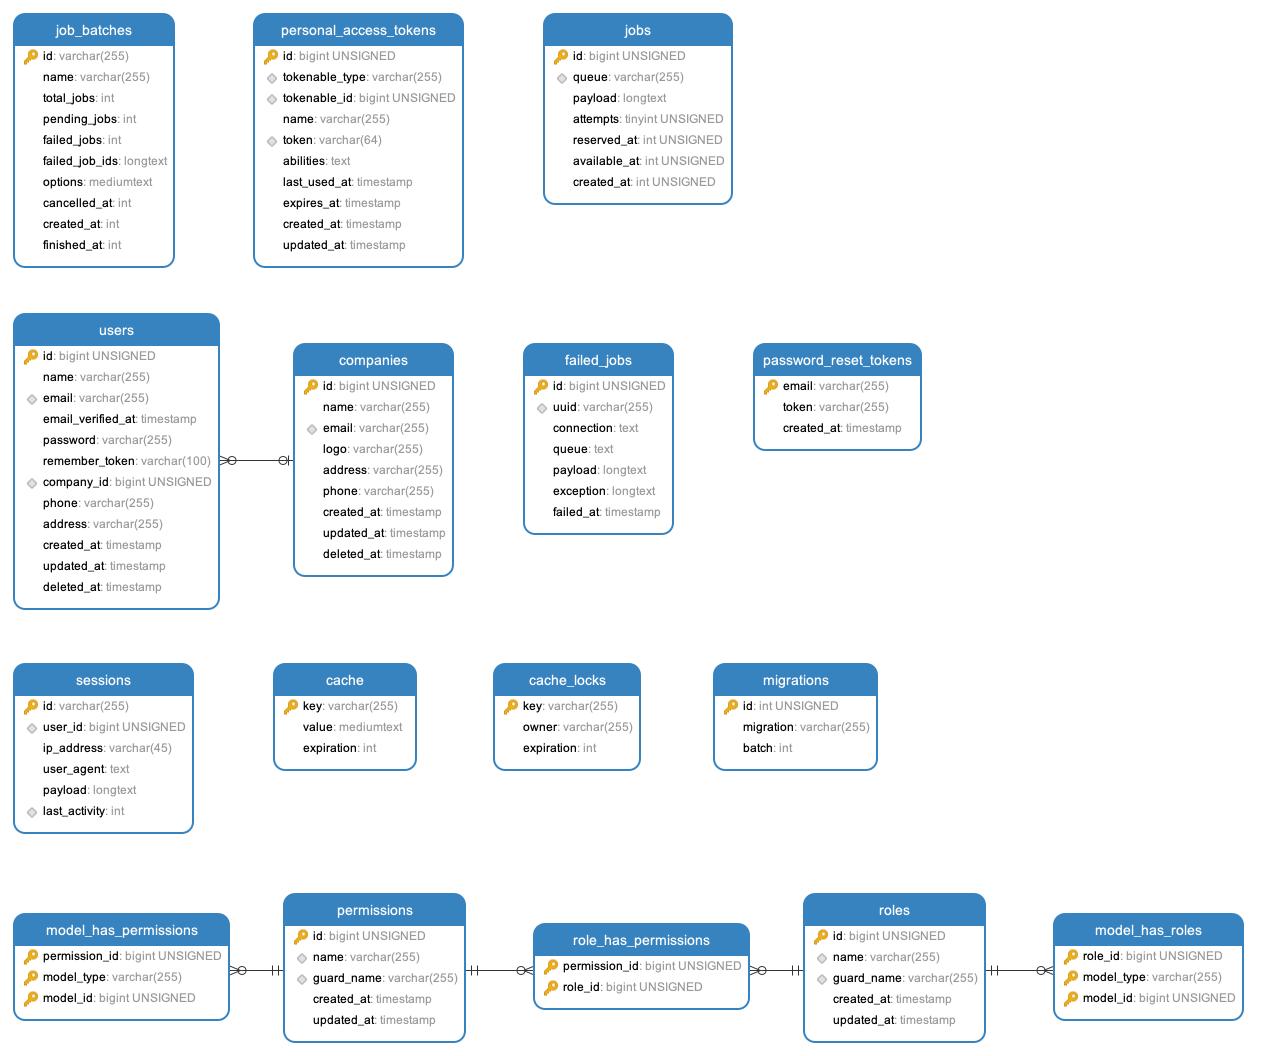 job_batches
id: varchar(255)
name: varchar(255)
total_jobs: int
pending_jobs: int
failed_jobs: int
failed_job_ids: longtext
options: mediumtext
cancelled_at: int
created_at: int
finished_at: int
personal_access_tokens
id: bigint UNSIGNED
tokenable_type: varchar(255)
tokenable_id: bigint UNSIGNED
name: varchar(255)
token: varchar(64)
abilities: text
last_used_at: timestamp
expires_at: timestamp
created_at: timestamp
updated_at: timestamp
jobs
id: bigint UNSIGNED
queue: varchar(255)
payload: longtext
attempts: tinyint UNSIGNED
reserved_at: int UNSIGNED
available_at: int UNSIGNED
created_at: int UNSIGNED
users
id: bigint UNSIGNED
name: varchar(255)
email: varchar(255)
email_verified_at: timestamp
password: varchar(255)
remember_token: varchar(100)
company_id: bigint UNSIGNED
phone: varchar(255)
address: varchar(255)
created_at: timestamp
updated_at: timestamp
deleted_at: timestamp
companies
id: bigint UNSIGNED
name: varchar(255)
email: varchar(255)
logo: varchar(255)
address: varchar(255)
phone: varchar(255)
created_at: timestamp
updated_at: timestamp
deleted_at: timestamp
failed_jobs
id: bigint UNSIGNED
uuid: varchar(255)
connection: text
queue: text
payload: longtext
exception: longtext
failed_at: timestamp
password_reset_tokens
email: varchar(255)
token: varchar(255)
created_at: timestamp
sessions
id: varchar(255)
user_id: bigint UNSIGNED
ip_address: varchar(45)
user_agent: text
payload: longtext
last_activity: int
cache
key: varchar(255)
value: mediumtext
expiration: int
cache_locks
key: varchar(255)
owner: varchar(255)
expiration: int
migrations
id: int UNSIGNED
migration: varchar(255)
batch: int
model_has_permissions
permission_id: bigint UNSIGNED
model_type: varchar(255)
model_id: bigint UNSIGNED
permissions
id: bigint UNSIGNED
name: varchar(255)
guard_name: varchar(255)
created_at: timestamp
updated_at: timestamp
role_has_permissions
permission_id: bigint UNSIGNED
role_id: bigint UNSIGNED
roles
id: bigint UNSIGNED
name: varchar(255)
guard_name: varchar(255)
created_at: timestamp
updated_at: timestamp
model_has_roles
role_id: bigint UNSIGNED
model_type: varchar(255)
model_id: bigint UNSIGNED